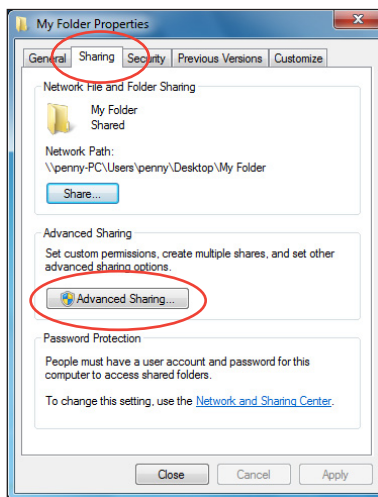 My Folder Properties
General Sharing Security Previous Versions Customize
Network File and Folder Sharing
My Folder
Shared
Network Path:
\\penny-PC\Users\penny\Desktop\My Folder
Share...
Advanced Sharing
Set custom permissions, create multiple shares, and set other
advanced sharing options.
Advanced Sharing...
Password Protection
People must have a user account and password for this
computer to access shared folders.
To change this setting, use the Network and Sharing Center.
Close Cancel Apply